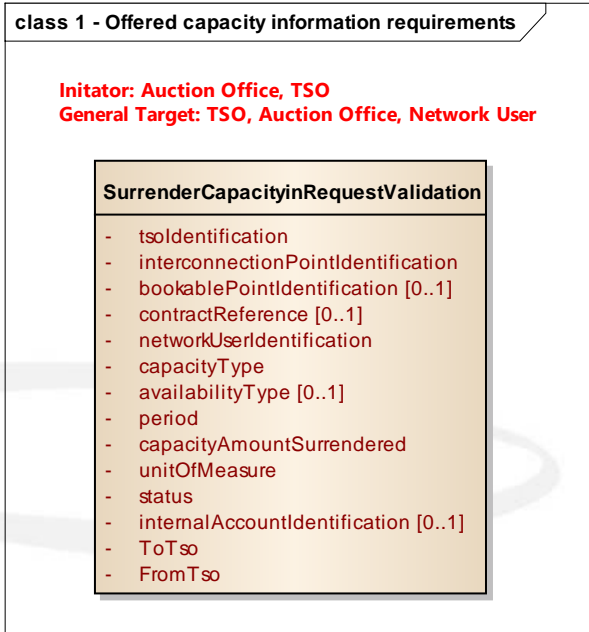 class 1 - Offered capacity information requirements
Initator: Auction Office, TSO
General Target: TSO, Auction Office, Network User
SurrenderCapacityinRequestValidation
- tsoIdentification
- interconnectionPointIdentification
- bookablePointIdentification [0..1]
- contractReference [0..1]
- networkUserIdentification
- capacityType
- availabilityType [0..1]
- period
- capacityAmountSurrendered
- unitOfMeasure
- status
- internalAccountIdentification [0..1]
- ToTso
- FromTso